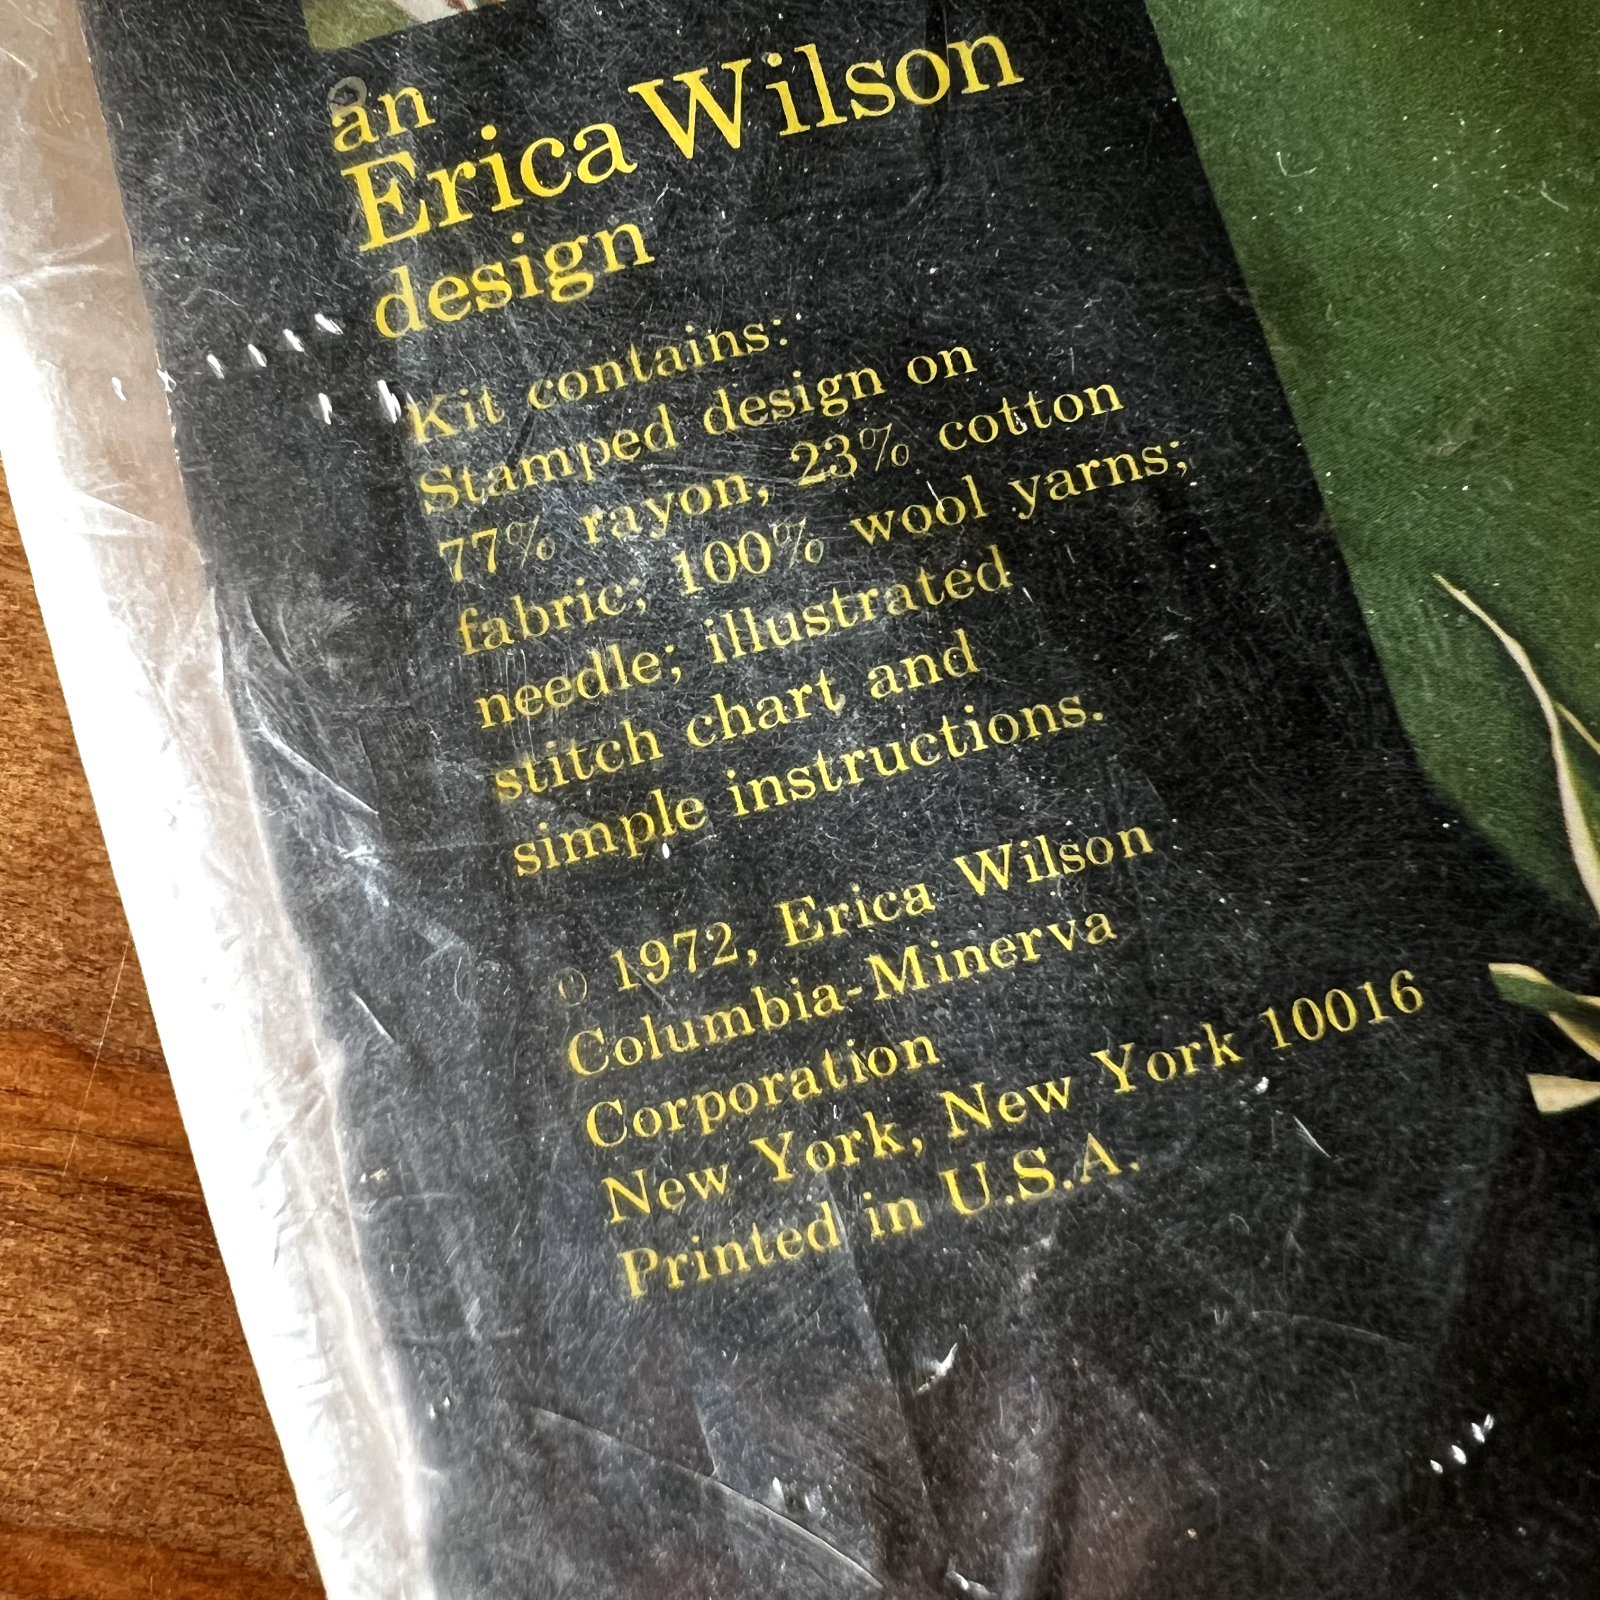 an
Erica Wilson
design
Kit contains:
Stamped design on
77% rayon, 23% cotton
fabric; 100% wool yarns;
needle; illustrated
stitch chart and
simple instructions.
© 1972, Erica Wilson
Columbia-Minerva
Corporation
New York, New York 10016
Printed in U.S.A.